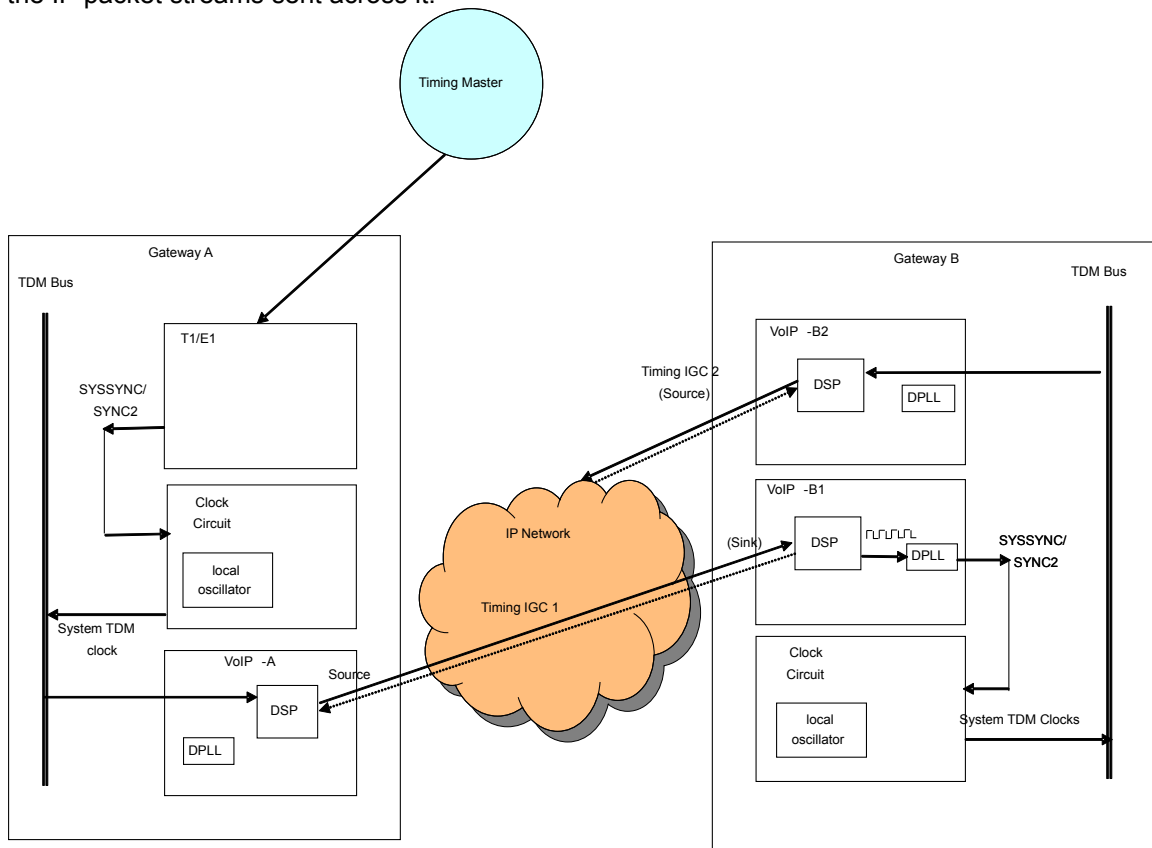 the IP packet streams sent across it.
Timing Master
Gateway A
TDM Bus
T1/E1
SYSSYNC/
SYNC2
Clock
Circuit
local
oscillator
System TDM
clock
VoIP -A
Source
DSP
DPLL
IP Network
Timing IGC 1
Timing IGC 2
(Source)
(Sink)
Gateway B
TDM Bus
VoIP -B2
DSP
DPLL
VoIP -B1
DSP
DPLL
SYSSYNC/
SYNC2
Clock
Circuit
local
oscillator
System TDM Clocks